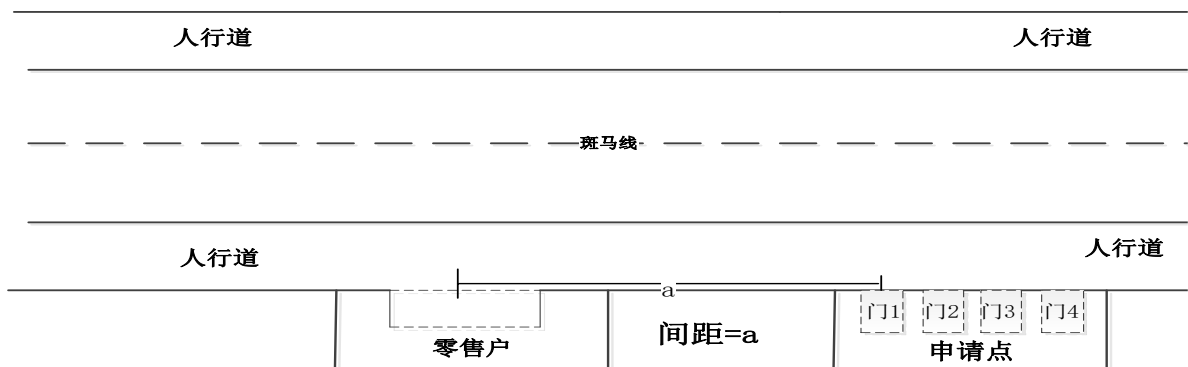 人行道 人行道
斑马线
人行道 人行道
a
门1 门2 门3 门4
间距=a
零售户 申请点